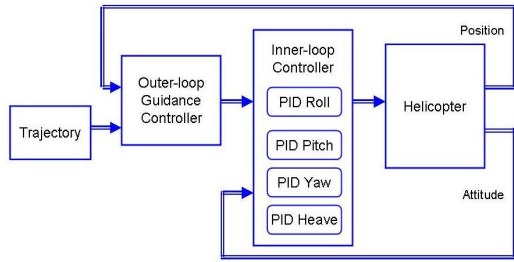 Position
Inner-loop
Controller
Outer-loop
Guidance
Controller
PID Roll
Helicopter
Trajectory
PID Pitch
PID Yaw
Attitude
PID Heave